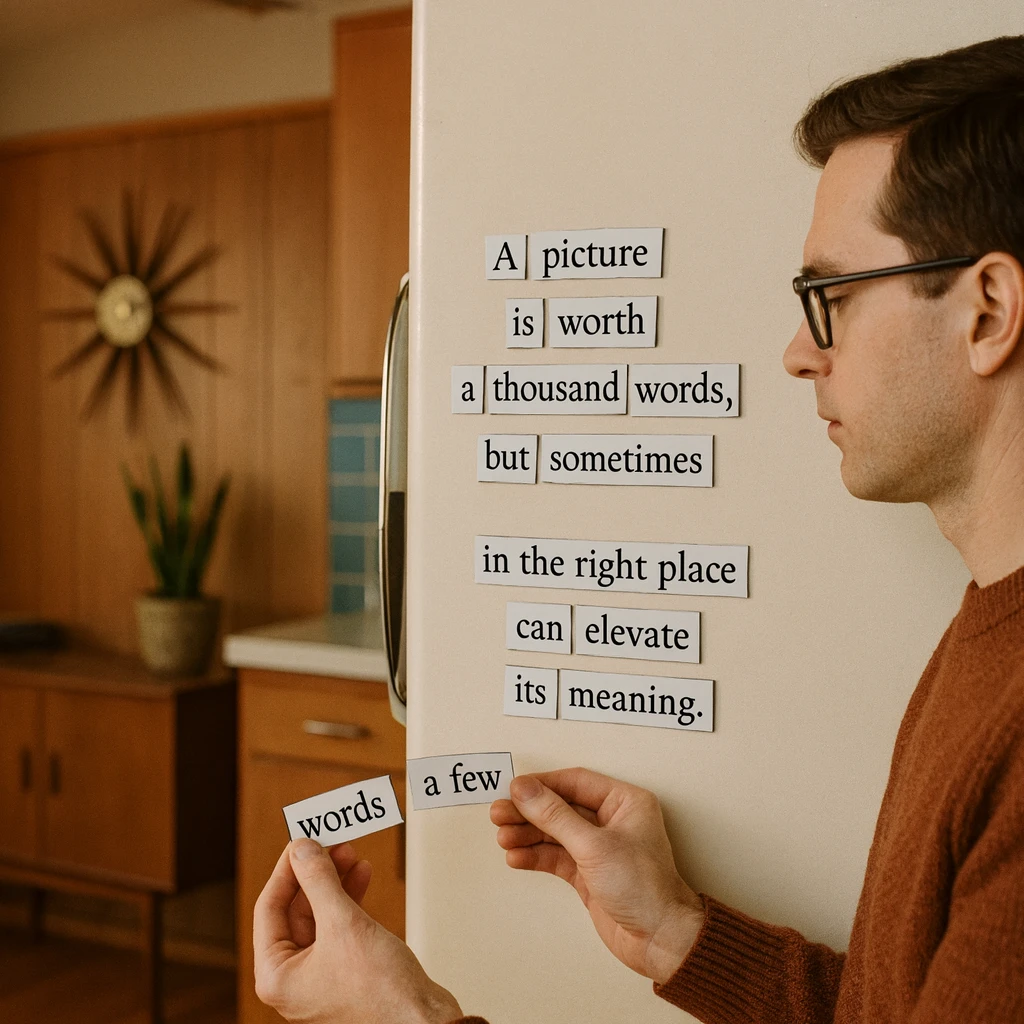 A picture
is worth
a thousand words,
but sometimes
in the right place
can elevate
its meaning.
words a few